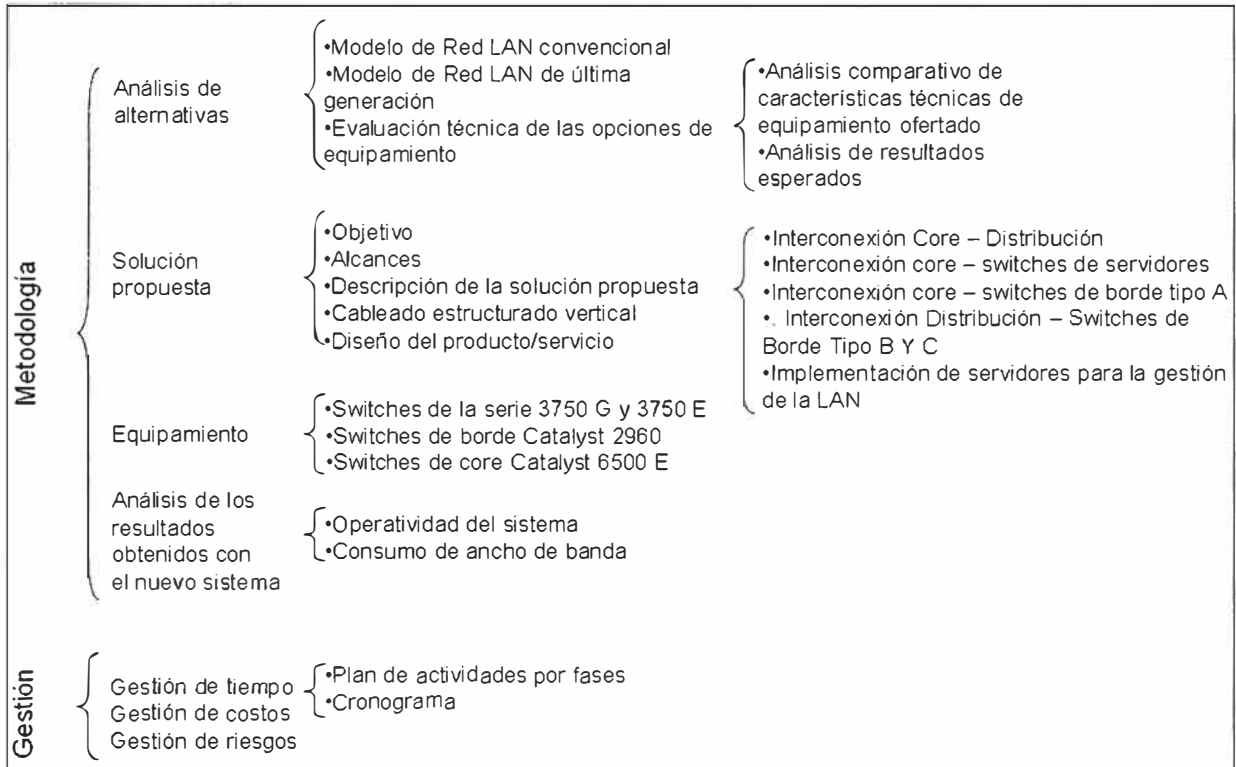 Metodología
Análisis de
alternativas
•Modelo de Red LAN convencional
•Modelo de Red LAN de última
generación
•Evaluación técnica de las opciones de
equipamiento
•Análisis comparativo de
características técnicas de
equipamiento ofertado
•Análisis de resultados
esperados
Solución
propuesta
•Objetivo
•Alcances
•Descripción de la solución propuesta
•Cableado estructurado vertical
•Diseño del producto/servicio
•Interconexión Core – Distribución
•Interconexión core – switches de servidores
•Interconexión core – switches de borde tipo A
• Interconexión Distribución – Switches de
Borde Tipo B Y C
•Implementación de servidores para la gestión
de la LAN
Equipamiento
•Switches de la serie 3750 G y 3750 E
•Switches de borde Catalyst 2960
•Switches de core Catalyst 6500 E
Análisis de los
resultados
obtenidos con
el nuevo sistema
•Operatividad del sistema
•Consumo de ancho de banda
Gestión
Gestión de tiempo
Gestión de costos
Gestión de riesgos
•Plan de actividades por fases
•Cronograma